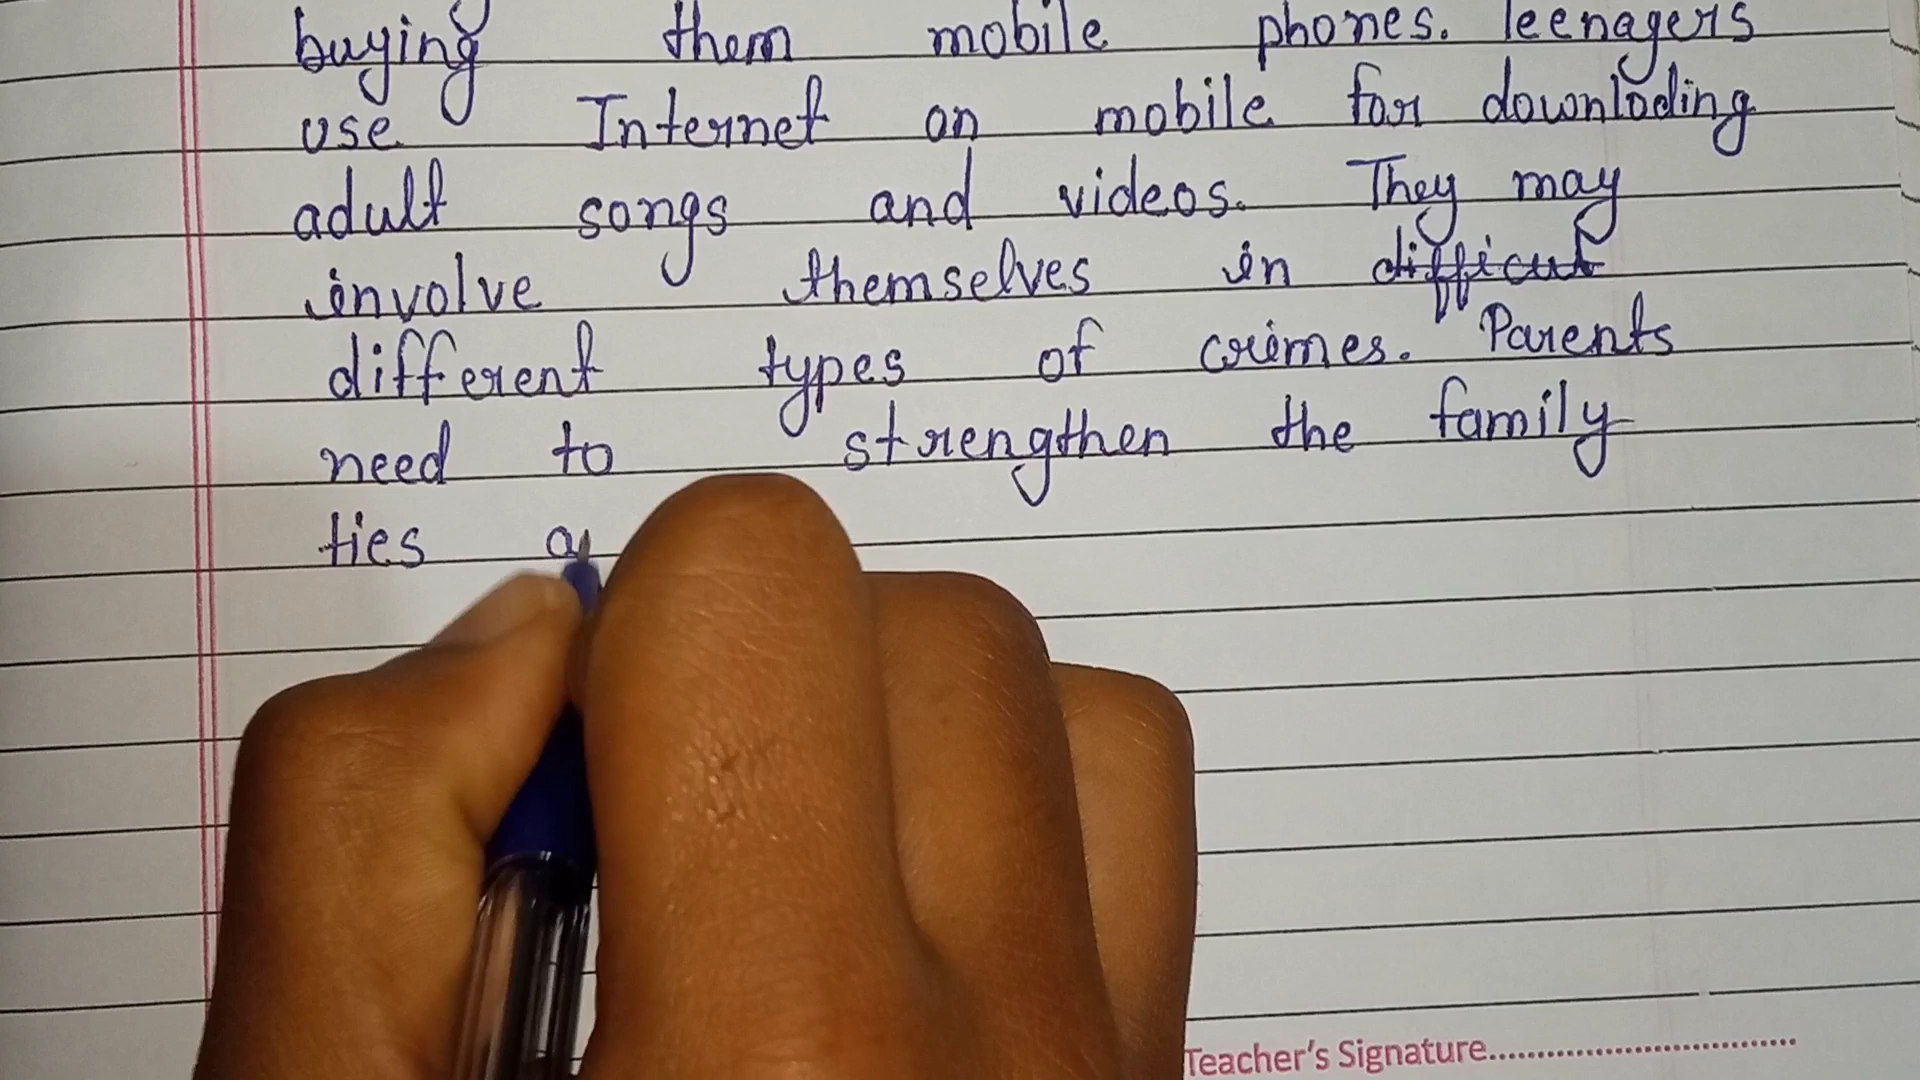 buying them mobile phones. Teenagers
use Internet on mobile for downloding
adult songs and videos. They may
involve themselves in difficut
different types of crimes. Parents
need to strengthen the family
ties
Teacher's Signature..................................